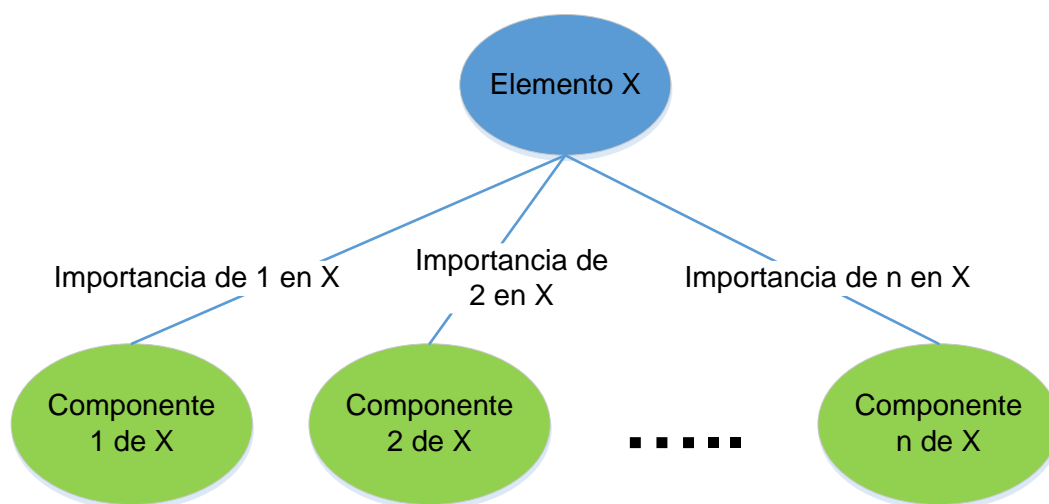 Elemento X
Importancia de 1 en X
Importancia de
2 en X
Importancia de n en X
Componente
1 de X
Componente
2 de X
.....
Componente
n de X